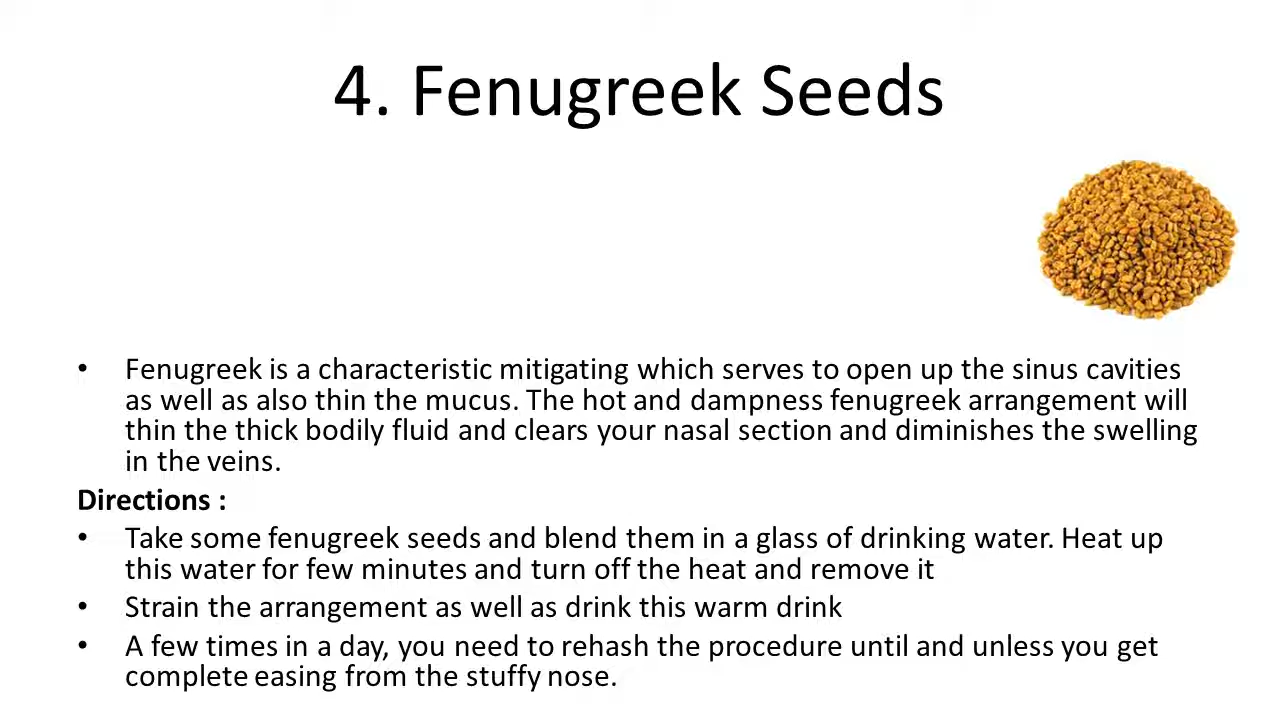 4. Fenugreek Seeds
• Fenugreek is a characteristic mitigating which serves to open up the sinus cavities
as well as also thin the mucus. The hot and dampness fenugreek arrangement will
thin the thick bodily fluid and clears your nasal section and diminishes the swelling
in the veins.
Directions :
• Take some fenugreek seeds and blend them in a glass of drinking water. Heat up
this water for few minutes and turn off the heat and remove it
• Strain the arrangement as well as drink this warm drink
• A few times in a day, you need to rehash the procedure until and unless you get
complete easing from the stuffy nose.